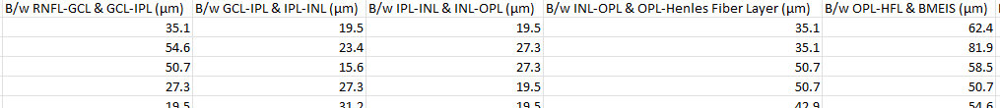 B/w RNFL-GCL & GCL-IPL (µm) B/w GCL-IPL & IPL-INL (µm) B/w IPL-INL & INL-OPL (µm) B/w INL-OPL & OPL-Henles Fiber Layer (µm) B/w OPL-HFL & BMEIS (µm)
35.1 19.5 19.5 35.1 62.4
54.6 23.4 27.3 35.1 81.9
50.7 15.6 27.3 50.7 58.5
27.3 27.3 19.5 50.7 50.7
19.5 31.2 19.5 42.9 54.6